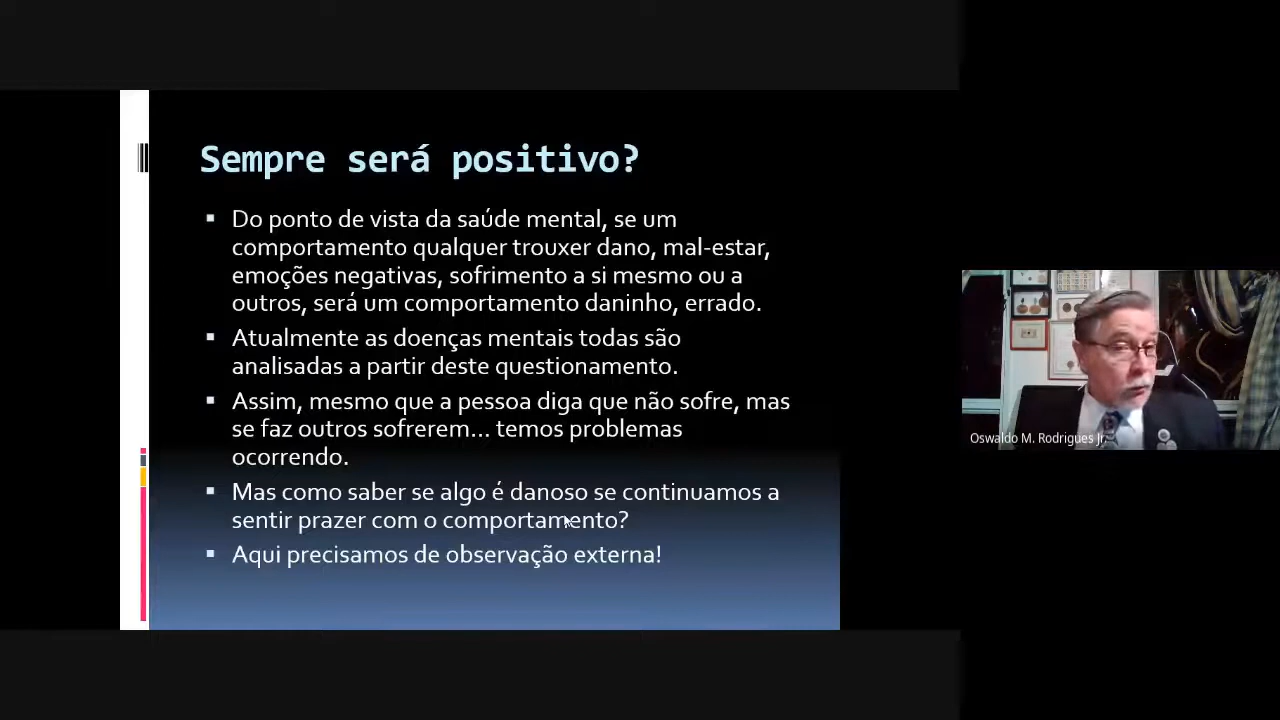 Sempre será positivo?
Do ponto de vista da saúde mental, se um
comportamento qualquer trouxer dano, mal-estar,
emoções negativas, sofrimento a si mesmo ou a
outros, será um comportamento daninho, errado.
Atualmente as doenças mentais todas são
analisadas a partir deste questionamento.
Assim, mesmo que a pessoa diga que não sofre, mas
se faz outros sofrerem... temos problemas
ocorrendo.
Mas como saber se algo é danoso se continuamos a
sentir prazer com o comportamento?
Aqui precisamos de observação externa!
Oswaldo M. Rodrigues Jr.